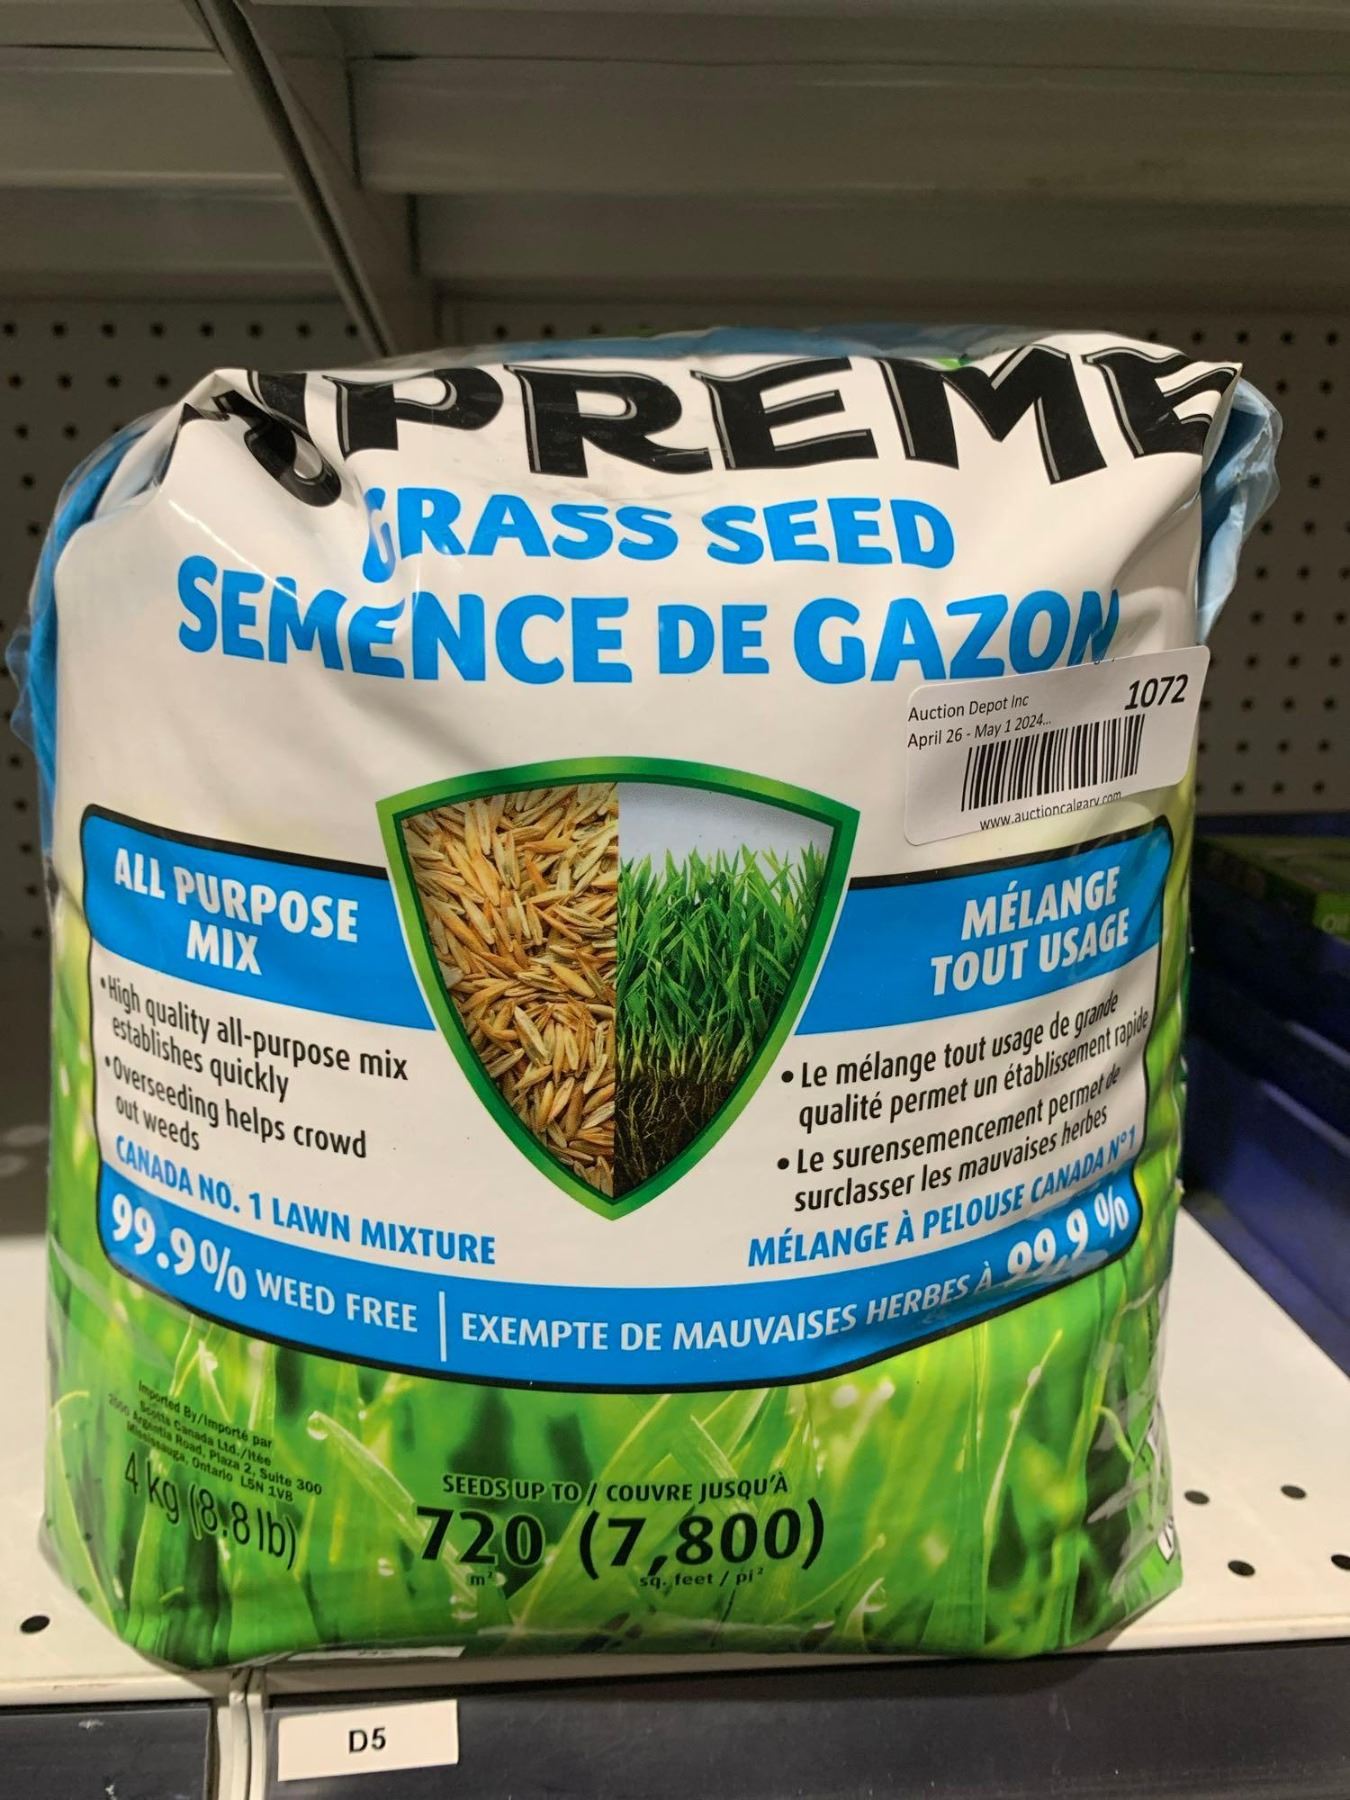 UPREME
GRASS SEED
SEMENCE DE GAZON
Auction Depot Inc
1072
April 26 - May 1 2024...
www.auctioncalgary.com
ALL PURPOSE
MIX
•High quality all-purpose mix
establishes quickly
•Overseeding helps crowd
out weeds
CANADA NO. 1 LAWN MIXTURE
99.9% WEED FREE
MÉLANGE
TOUT USAGE
• Le mélange tout usage de grande
qualité permet un établissement rapide
• Le surensemencement permet de
surclasser les mauvaises herbes
MÉLANGE À PELOUSE CANADA N°1
EXEMPTE DE MAUVAISES HERBES À 99,9 %
Imported By/Importé par
Scotts Canada Ltd./ltée
2000 Argentia Road, Plaza 2, Suite 300
Mississauga, Ontario L5N 1V8
4 kg (8.8 lb)
SEEDS UP TO / COUVRE JUSQU'À
720 (7,800)
m² sq. feet / pi²
D5